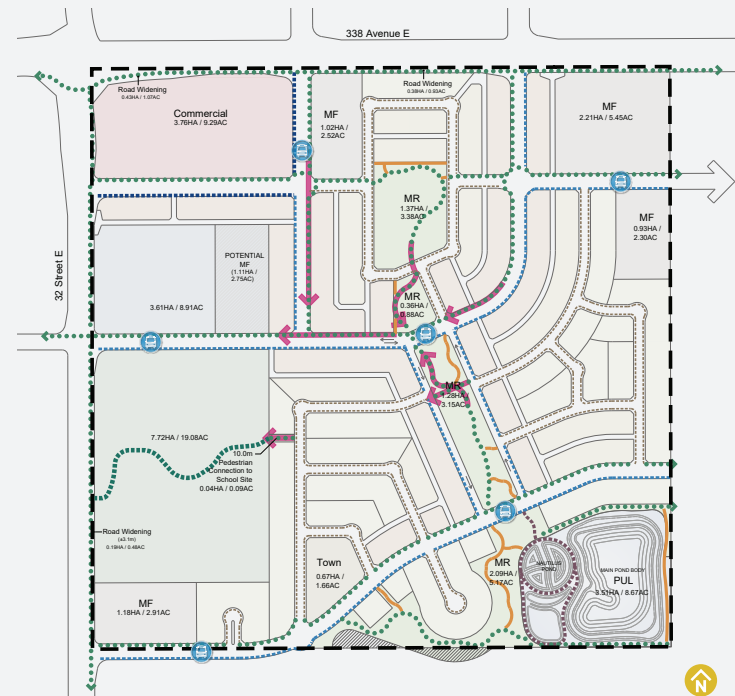 338 Avenue E
Road Widening
0.43HA / 1.07AC
Road Widening
0.38HA / 0.93AC
Commercial
3.76HA / 9.29AC
MF
1.02HA /
2.52AC
MF
2.21HA / 5.45AC
MR
1.37HA /
3.38AC
MF
0.93HA /
2.30AC
32 Street E
POTENTIAL
MF
(1.11HA /
2.75AC)
3.61HA / 8.91AC
MR
0.36HA /
0.88AC
MR
1.28HA /
3.15AC
7.72HA / 19.08AC
10.0m
Pedestrian
Connection to
School Site
0.04HA / 0.09AC
Road Widening
(±3.1m)
0.19HA / 0.48AC
Town
0.67HA /
1.66AC
MR
2.09HA /
5.17AC
NAUTILUS
POND
MAIN POND BODY
PUL
3.51HA / 8.67AC
MF
1.18HA / 2.91AC
N